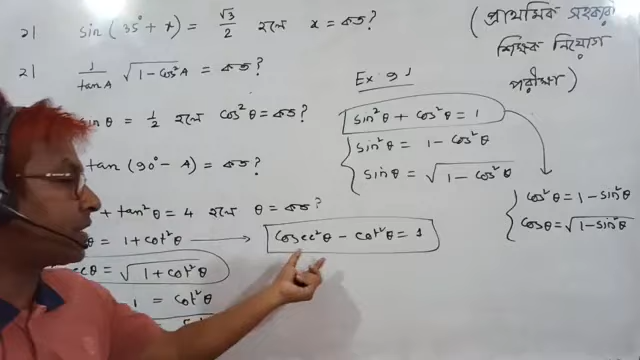 ২। sin (35° + x) = √3/2 হলে x = কত?
২। 1/tanA √1 − cos²A = কত?
sinθ = 1/2 হলে cos²θ = কত?
tan (90° − A) = কত?
+ tan²θ = 4 হলে θ = কত?
θ = 1 + cot²θ
cosec²θ − cot²θ = 1
ecθ = √1 + cot²θ
1 = cot²θ
(প্রাথমিক সহকারী
শিক্ষক নিয়োগ
পরীক্ষা)
Ex: ৯।
sin²θ + cos²θ = 1
sin²θ = 1 − cos²θ
sinθ = √1 − cos²θ
cos²θ = 1 − sin²θ
cosθ = √1 − sin²θ